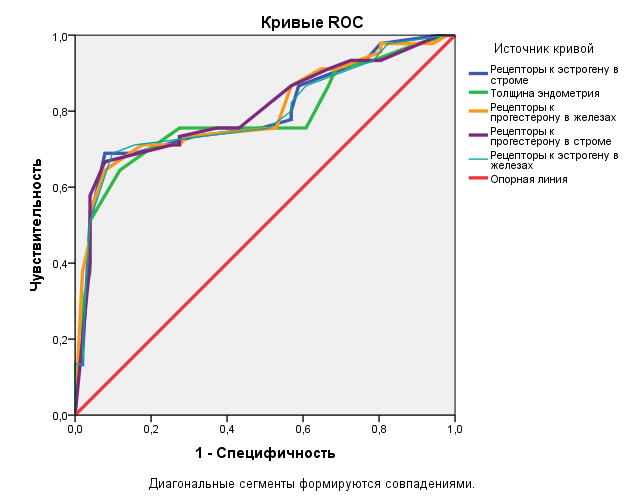 Кривые ROC
Источник кривой
Рецепторы к эстрогену в
строме
Толщина эндометрия
Рецепторы к
прогестерону в железах
Рецепторы к
прогестерону в строме
Рецепторы к эстрогену в
железах
Опорная линия
Чувствительность
1,0
0,8
0,6
0,4
0,2
0,0
0,0 0,2 0,4 0,6 0,8 1,0
1 - Специфичность
Диагональные сегменты формируются совпадениями.